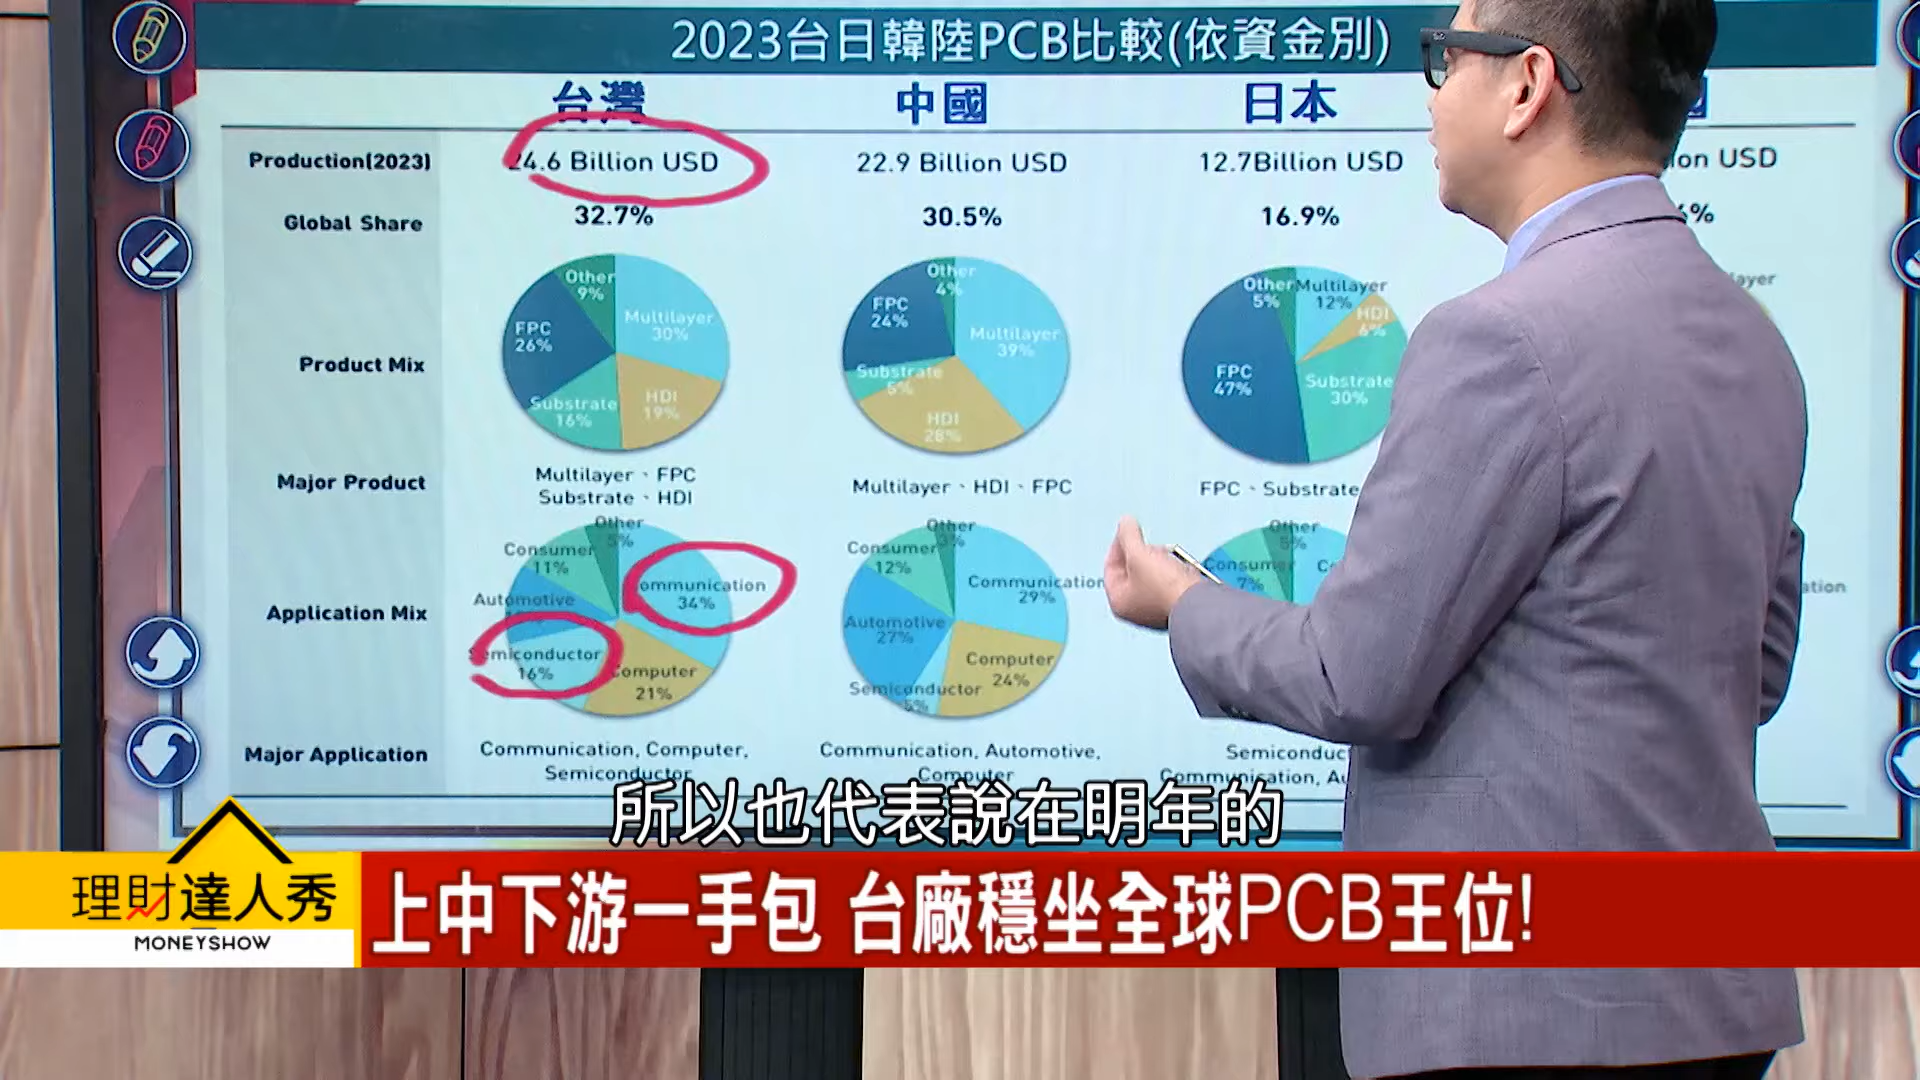 2023台日韓陸PCB比較(依資金別)
台灣 中國 日本
Production(2023) 24.6 Billion USD 22.9 Billion USD 12.7Billion USD USD
Global Share 32.7% 30.5% 16.9%
Product Mix
Other 9%
Multilayer 30%
FPC 26%
Substrate 16%
HDI 19%
Other 4%
FPC 24%
Multilayer 39%
Substrate 5%
HDI 28%
Other 5%
Multilayer 12%
HDI 6%
FPC 47%
Substrate 30%
Major Product
Multilayer、FPC
Substrate、HDI
Multilayer、HDI、FPC
FPC、Substrate
Application Mix
Other 5%
Consumer 11%
Communication 34%
Automotive
Semiconductor 16%
Computer 21%
Other 3%
Consumer 12%
Communication 29%
Automotive 27%
Computer 24%
Semiconductor 5%
Other 5%
Consumer 7%
Major Application
Communication, Computer,
Semiconductor
Communication, Automotive,
Computer
Communication,
所以也代表說在明年的
理財達人秀
MONEYSHOW
上中下游一手包 台廠穩坐全球PCB王位!